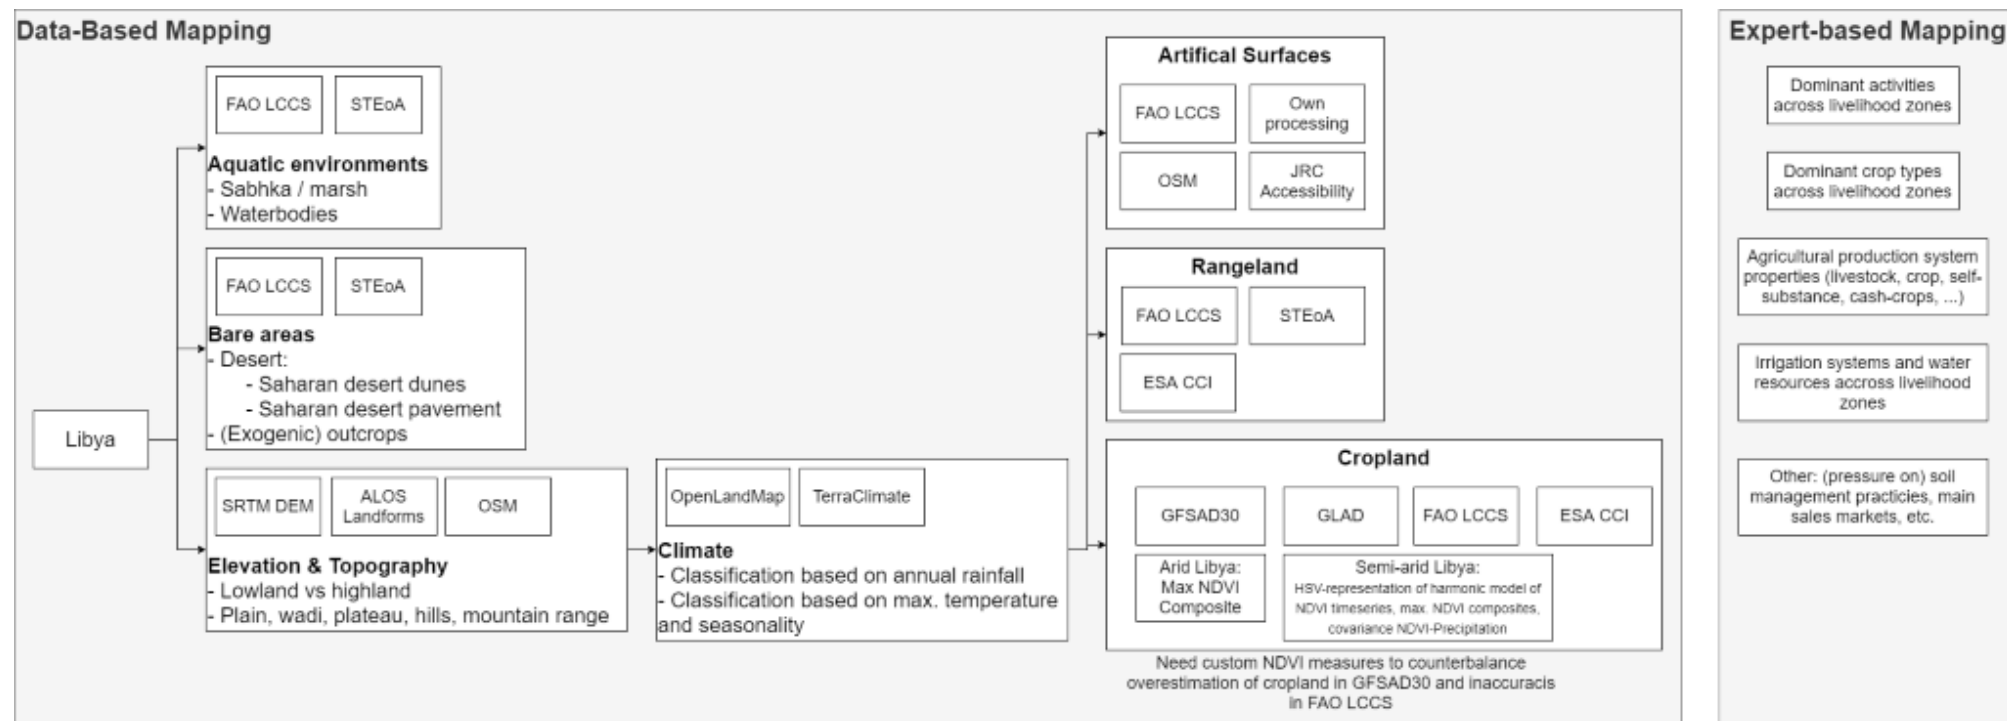 Data-Based Mapping
FAO LCCS
STEoA
Aquatic environments
- Sabhka / marsh
- Waterbodies
FAO LCCS
STEoA
Bare areas
- Desert:
- Saharan desert dunes
- Saharan desert pavement
- (Exogenic) outcrops
Libya
SRTM DEM
ALOS
Landforms
OSM
Elevation & Topography
- Lowland vs highland
- Plain, wadi, plateau, hills, mountain range
OpenLandMap
TerraClimate
Climate
- Classification based on annual rainfall
- Classification based on max. temperature
and seasonality
Artifical Surfaces
FAO LCCS
Own
processing
OSM
JRC
Accessibility
Rangeland
FAO LCCS
STEoA
ESA CCI
Cropland
GFSAD30
GLAD
FAO LCCS
ESA CCI
Arid Libya:
Max NDVI
Composite
Semi-arid Libya:
HSV-representation of harmonic model of
NDVI timeseries, max. NDVI composites,
covariance NDVI-Precipitation
Need custom NDVI measures to counterbalance
overestimation of cropland in GFSAD30 and inaccuracis
in FAO LCCS
Expert-based Mapping
Dominant activities
across livelihood zones
Dominant crop types
across livelihood zones
Agricultural production system
properties (livestock, crop, self-
substance, cash-crops, ...)
Irrigation systems and water
resources accross livelihood
zones
Other: (pressure on) soil
management practicies, main
sales markets, etc.